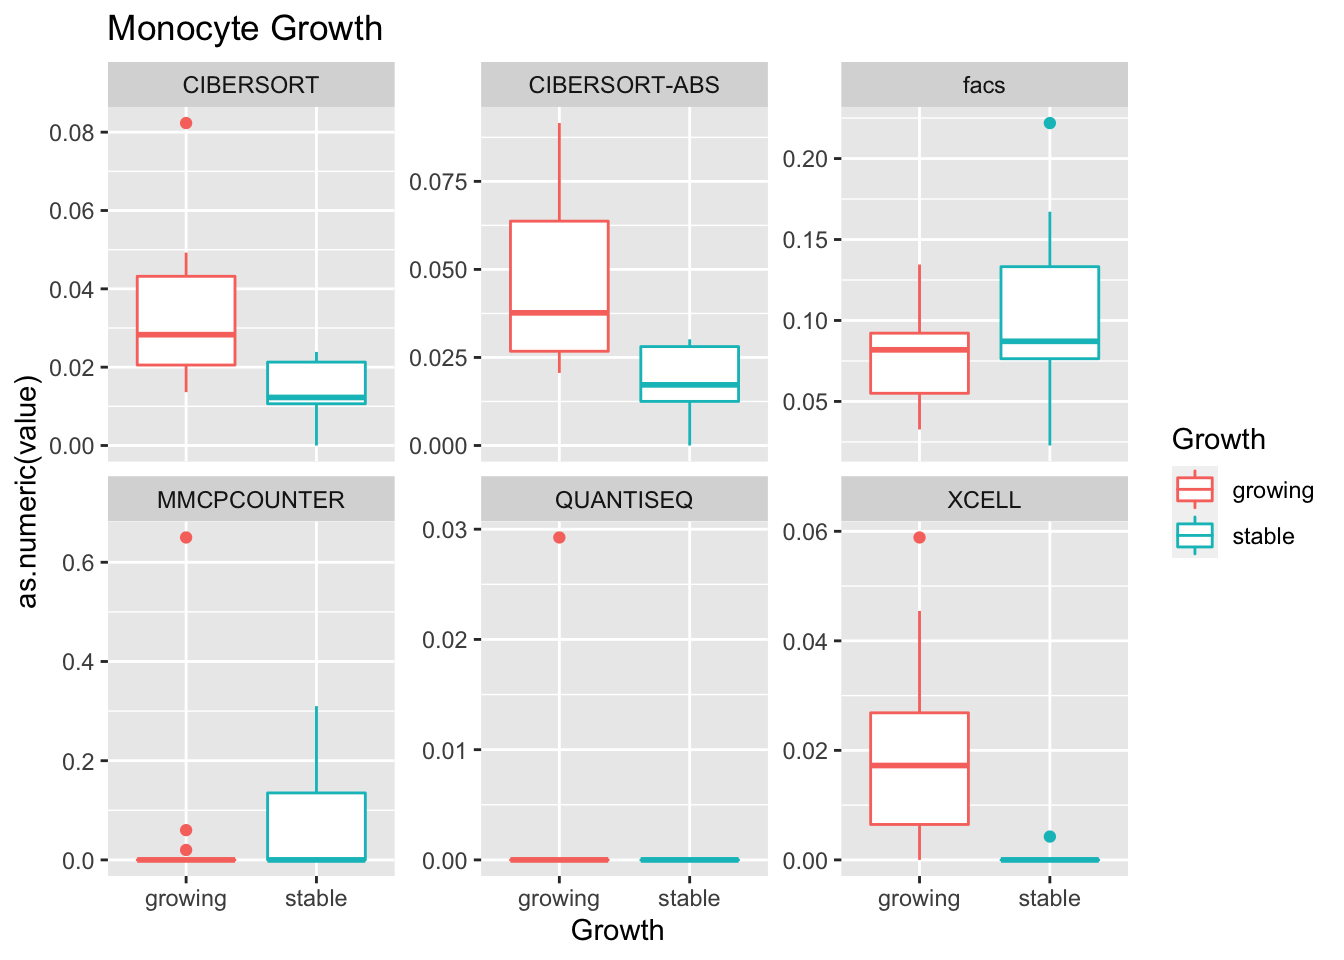 Monocyte Growth
CIBERSORT
CIBERSORT-ABS
facs
0.08
0.06
0.04
0.02
0.00
0.075
0.050
0.025
0.000
0.20
0.15
0.10
0.05
as.numeric(value)
MMCPCOUNTER
QUANTISEQ
XCELL
0.6
0.4
0.2
0.0
0.03
0.02
0.01
0.00
0.06
0.04
0.02
0.00
growing
stable
growing
stable
growing
stable
Growth
Growth
growing
stable